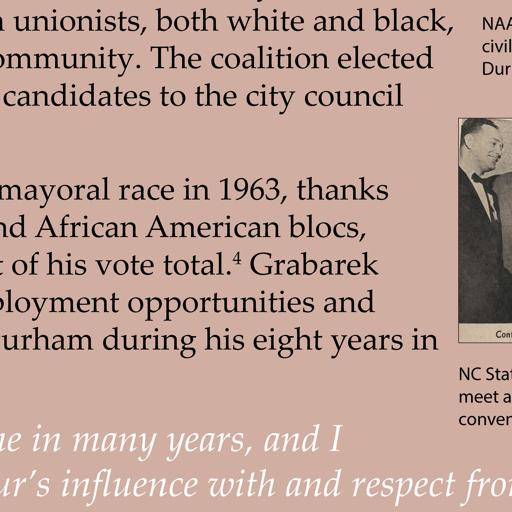 unionists, both white and black,
ommunity. The coalition elected
candidates to the city council
mayoral race in 1963, thanks
nd African American blocs,
t of his vote total.⁴ Grabarek
ployment opportunities and
urham during his eight years in
e in many years, and I
ur's influence with and respect fro
NAA
civil
Dur
Con
NC Stat
meet a
conven